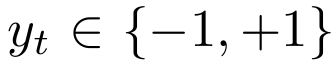 y_t ∈ {−1, +1}